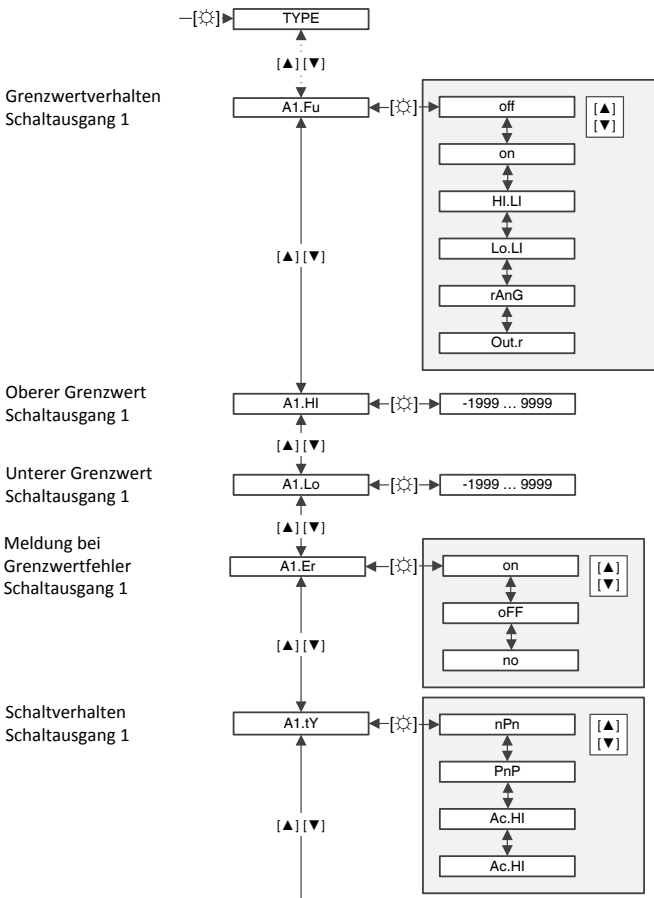 [☼] TYPE
[▲] [▼]
Grenzwertverhalten
Schaltausgang 1
A1.Fu [☼] off [▲]
[▼]
on
HI.LI
Lo.LI
rAnG
Out.r
[▲] [▼]
Oberer Grenzwert
Schaltausgang 1
A1.HI [☼] -1999 … 9999
[▲] [▼]
Unterer Grenzwert
Schaltausgang 1
A1.Lo [☼] -1999 … 9999
[▲] [▼]
Meldung bei
Grenzwertfehler
Schaltausgang 1
A1.Er [☼] on [▲]
[▼]
oFF
no
[▲] [▼]
Schaltverhalten
Schaltausgang 1
A1.tY [☼] nPn [▲]
[▼]
PnP
Ac.HI
Ac.HI
[▲] [▼]